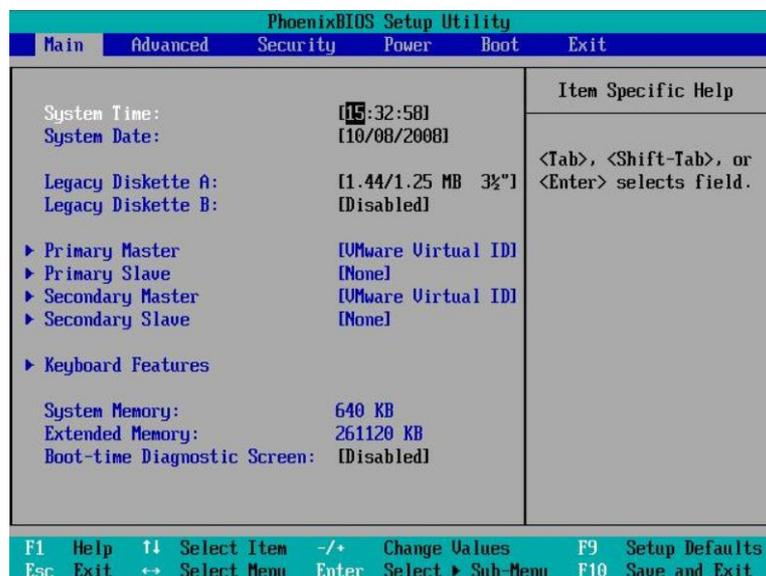 PhoenixBIOS Setup Utility
Main Advanced Security Power Boot Exit
Item Specific Help
System Time: [15:32:58]
System Date: [10/08/2008]
<Tab>, <Shift-Tab>, or
<Enter> selects field.
Legacy Diskette A: [1.44/1.25 MB 3½"]
Legacy Diskette B: [Disabled]
▶ Primary Master [VMware Virtual ID]
▶ Primary Slave [None]
▶ Secondary Master [VMware Virtual ID]
▶ Secondary Slave [None]
▶ Keyboard Features
System Memory: 640 KB
Extended Memory: 261120 KB
Boot-time Diagnostic Screen: [Disabled]
F1 Help ↑↓ Select Item -/+ Change Values F9 Setup Defaults
Esc Exit ↔ Select Menu Enter Select ▶ Sub-Menu F10 Save and Exit